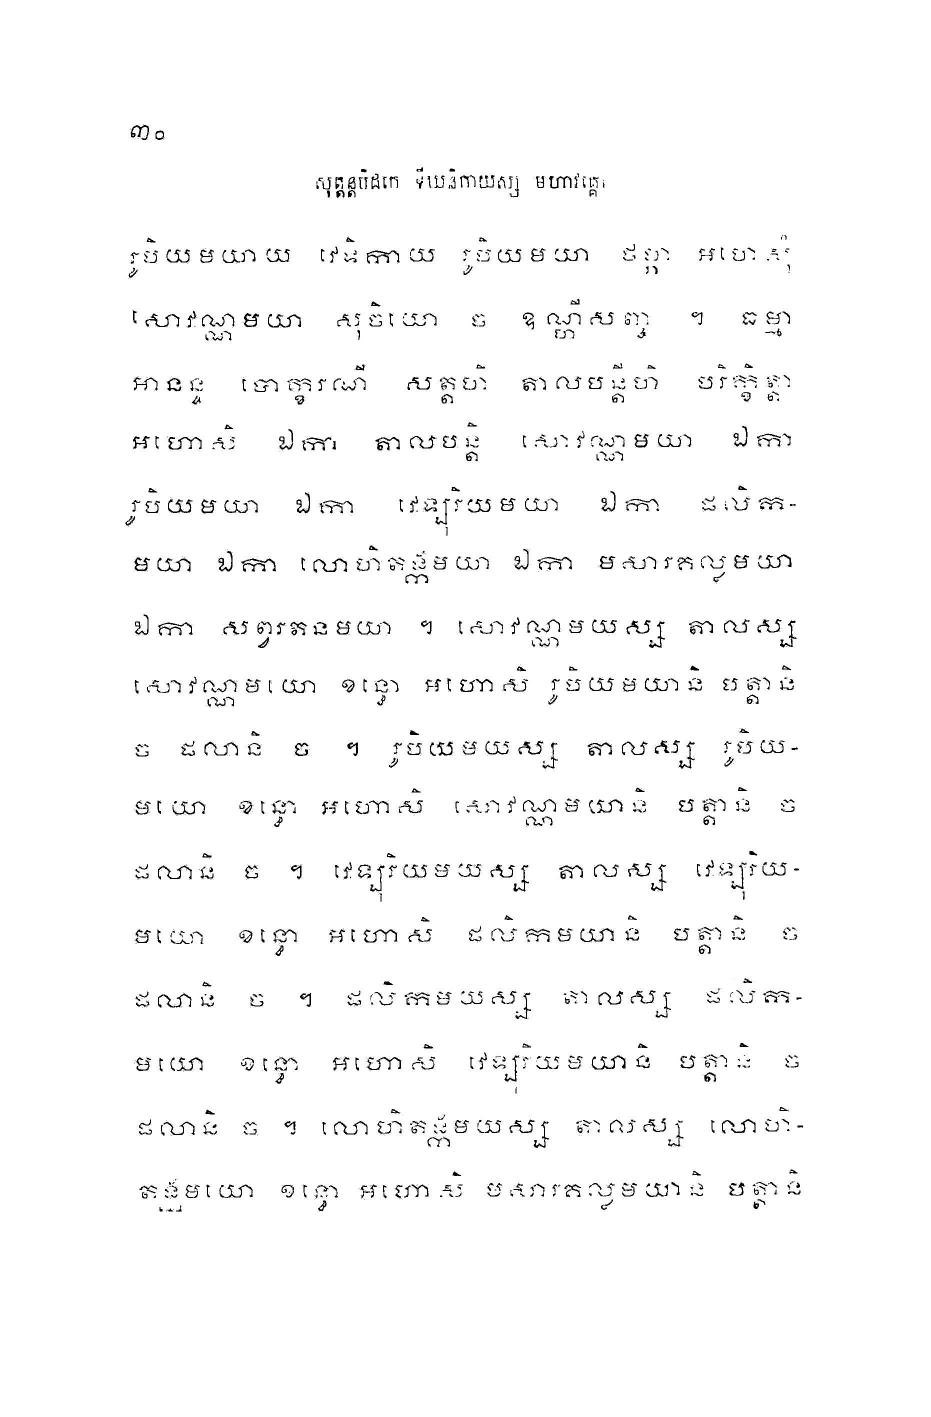 ៣០
សុត្តន្តបិដកេ ទីឃនិកាយស្ស មហាវគ្គោ
រូបិយមយាយ វេទិកាយ រូបិយមយា ថម្ភា អហេសុំ
សោវណ្ណមយា សុចិយោ ច ឧណ្ហីសញ្ច ។ ធម្មា
អានន្ទ បោក្ខរណី សត្តហិ តាលបន្តីហិ បរិក្ខិត្តា
អហោសិ ឯកា តាលបន្តិ សោវណ្ណមយា ឯកា
រូបិយមយា ឯកា វេឡុរិយមយា ឯកា ផលិក-
មយា ឯកា លោហិតង្កមយា ឯកា មសារគល្លមយា
ឯកា សព្វរតនមយា ។ សោវណ្ណមយស្ស តាលស្ស
សោវណ្ណមយោ ខន្ធោ អហោសិ រូបិយមយានិ បត្តានិ
ច ផលានិ ច ។ រូបិយមយស្ស តាលស្ស រូបិយ-
មយោ ខន្ធោ អហោសិ សោវណ្ណមយានិ បត្តានិ ច
ផលានិ ច ។ វេឡុរិយមយស្ស តាលស្ស វេឡុរិយ-
មយោ ខន្ធោ អហោសិ ផលិកមយានិ បត្តានិ ច
ផលានិ ច ។ ផលិកមយស្ស តាលស្ស ផលិក-
មយោ ខន្ធោ អហោសិ វេឡុរិយមយានិ បត្តានិ ច
ផលានិ ច ។ លោហិតង្កមយស្ស តាលស្ស លោហិ-
តង្កមយោ ខន្ធោ អហោសិ មសារគល្លមយានិ បត្តានិ